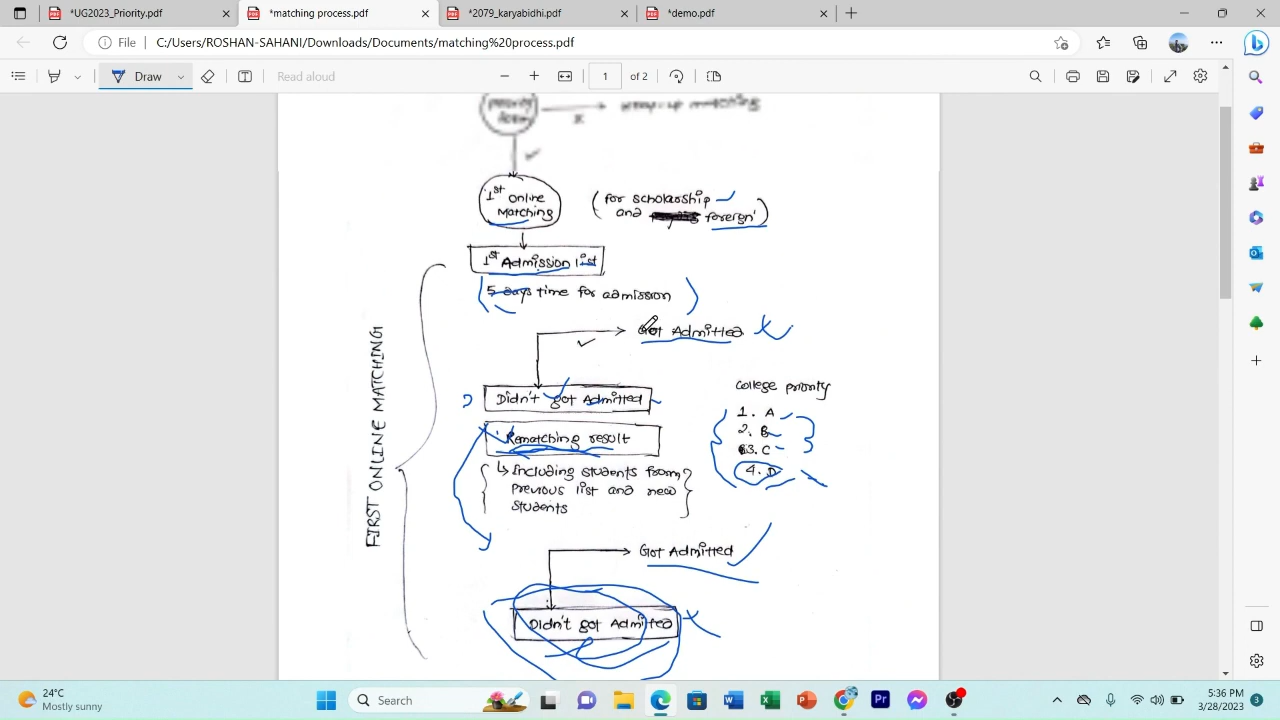 *UG2023_Priority.pdf
*matching process.pdf
*2079_karyabidhi.pdf
*demo.pdf
File C:/Users/ROSHAN-SAHANI/Downloads/Documents/matching%20process.pdf
Draw
Read aloud
1 of 2
Priority
form
x
1st online
Matching
(for scholarship
and foreign)
1st Admission list
(5 days time for admission)
Got Admitted
Didn't got Admitted
Rematching result
Including students from
previous list and new
students
College priority
1. A
2. B
3. C
4. D
Got Admitted
Didn't got Admitted
FIRST ONLINE MATCHING
24°C
Mostly sunny
Search
5:36 PM
3/28/2023
3